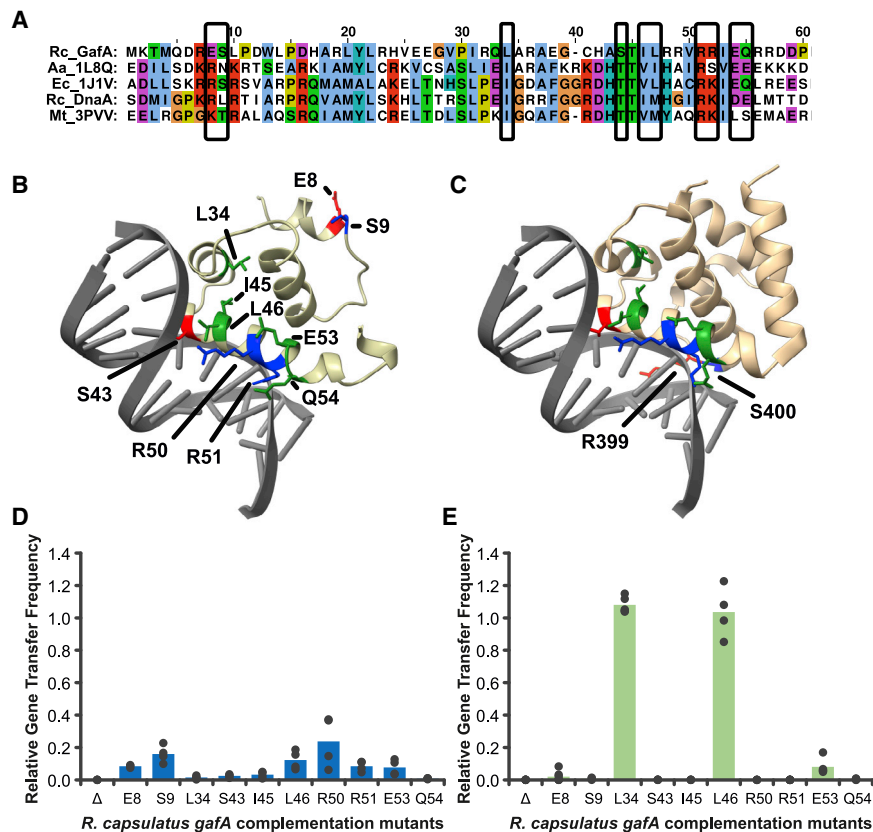 A
10 20 30 40 50 60
Rc_GafA: MKTMQDRESLPDWLPDHARLYLRHVEEGVPIRQLARAEG-CHASTILRRVRRIEQRRDDPI
Aa_1L8Q: EDILSDKRNKRTSEARKIAMYLCRKVCSASLIEIARAFKRKDHTTVIHAIRSVEEEKKKD
Ec_1J1V: ADLLSKRRSRSVARPRQMAMALAKELTNHSLPEIGDAFGGRDHTTVLHACRKIEQLREES
Rc_DnaA: SDMIGPKRLRTIARPRQVAMYLSKHLTTRSLPEIGRRFGGRDHTTIMHGIRKIDELMTTD
Mt_3PVV: EELRGPGKTRALAQSRQIAMYLCRELTDLSLPKIGQAFG-RDHTTVMYAQRKILSEMAER
B
E8
L34
S9
I45
L46
E53
S43
Q54
R50
R51
C
S400
R399
D
Relative Gene Transfer Frequency
1.4
1.2
1.0
0.8
0.6
0.4
0.2
0.0
Δ E8 S9 L34 S43 I45 L46 R50 R51 E53 Q54
R. capsulatus gafA complementation mutants
E
Relative Gene Transfer Frequency
1.4
1.2
1.0
0.8
0.6
0.4
0.2
0.0
Δ E8 S9 L34 S43 I45 L46 R50 R51 E53 Q54
R. capsulatus gafA complementation mutants